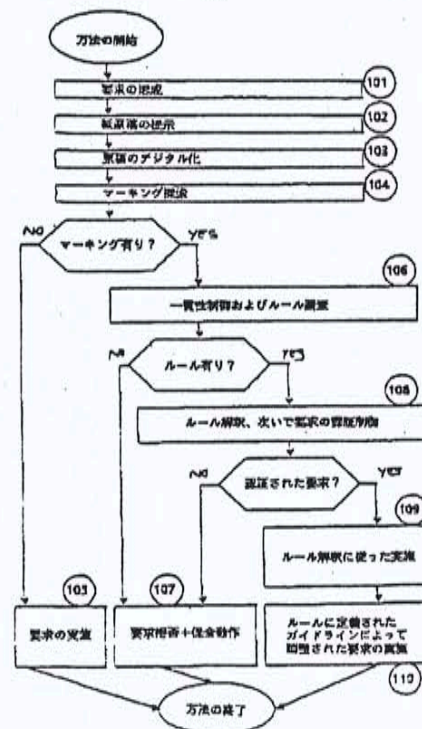 方法の開始
101
要求の形成
102
紙原稿の提示
103
原稿のデジタル化
104
マーキング探索
NO
マーキング有り？
YES
106
一貫性制御およびルール調査
NO
ルール有り？
YES
108
ルール解釈、次いで要求の認証制御
NO
認証された要求？
YES
109
ルール解釈に従った実施
105
要求の実施
107
要求拒否＋保全動作
ルールに定義された
ガイドラインによって
調整された要求の実施
110
方法の終了